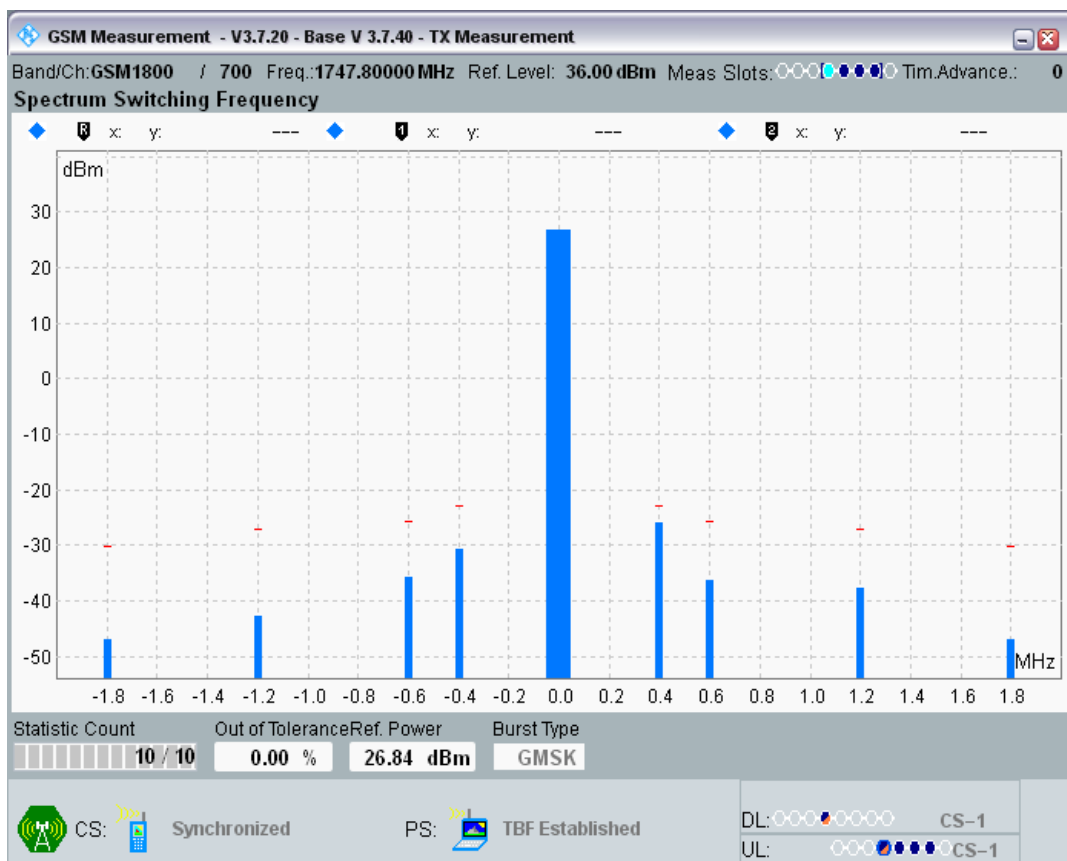 GSM Measurement - V3.7.20 - Base V 3.7.40 - TX Measurement
Band/Ch:GSM1800 / 700 Freq.:1747.80000 MHz Ref. Level: 36.00 dBm Meas Slots: Tim.Advance.: 0
Spectrum Switching Frequency
R x: y: --- 1 x: y: --- 2 x: y: ---
dBm
30
20
10
0
-10
-20
-30
-40
-50
MHz
-1.8 -1.6 -1.4 -1.2 -1.0 -0.8 -0.6 -0.4 -0.2 0.0 0.2 0.4 0.6 0.8 1.0 1.2 1.4 1.6 1.8
Statistic Count Out of Tolerance Ref. Power Burst Type
10 / 10 0.00 % 26.84 dBm GMSK
CS: Synchronized PS: TBF Established DL: CS-1
UL: CS-1